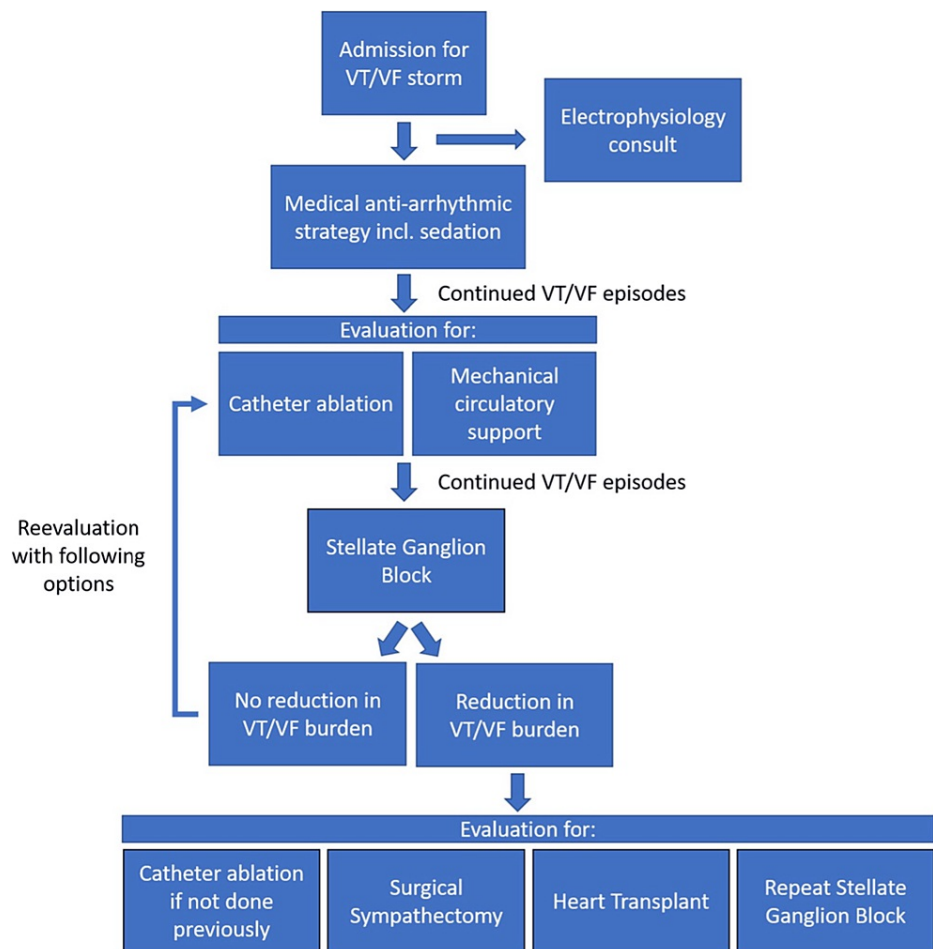 Admission for
VT/VF storm
Electrophysiology
consult
Medical anti-arrhythmic
strategy incl. sedation
Continued VT/VF episodes
Evaluation for:
Catheter ablation
Mechanical
circulatory
support
Continued VT/VF episodes
Reevaluation
with following
options
Stellate Ganglion
Block
No reduction in
VT/VF burden
Reduction in
VT/VF burden
Evaluation for:
Catheter ablation
if not done
previously
Surgical
Sympathectomy
Heart Transplant
Repeat Stellate
Ganglion Block